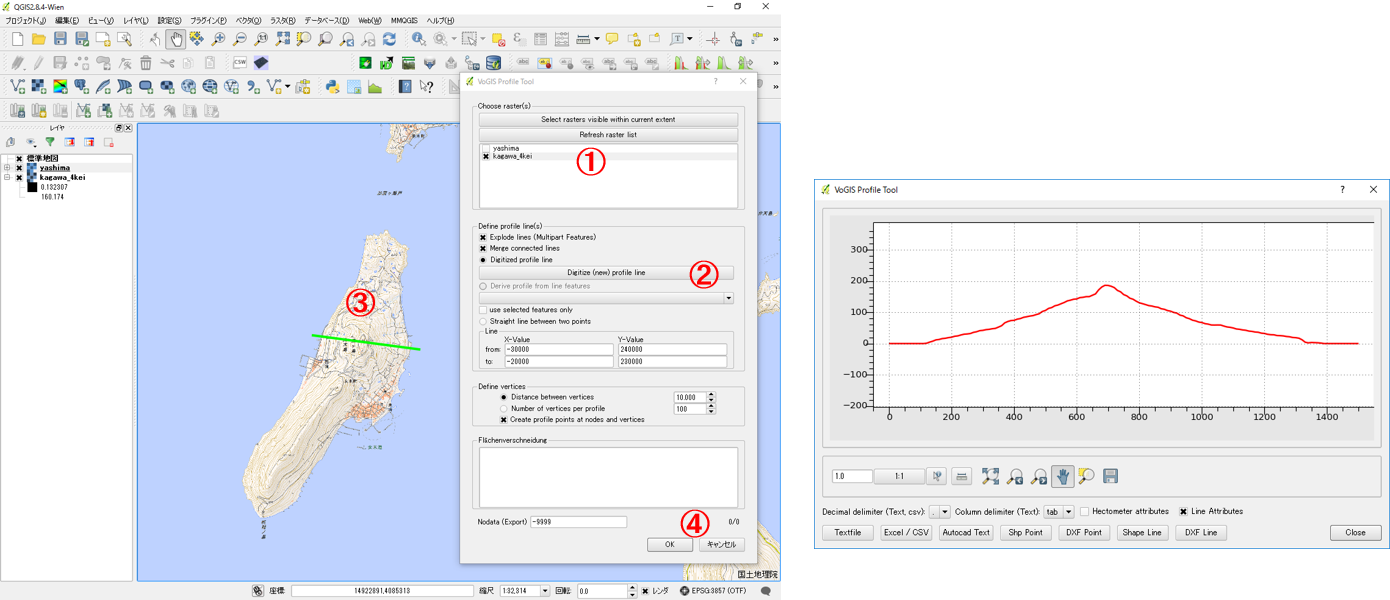 QGIS2.8.4-Wien
プロジェクト(J) 編集(E) ビュー(V) レイヤ(L) 設定(S) プラグイン(P) ベクタ(O) ラスタ(R) データベース(D) Web(W) MMQGIS ヘルプ(H)
CSW
レイヤ
標準地図
yashima
kagawa_4kei
0.132307
160.174
③
国土地理院
座標: 14922891,4085313 縮尺 1:32,314 回転: 0.0 レンダ EPSG:3857 (OTF)
VoGIS Profile Tool
Choose raster(s)
Select rasters visible within current extent
Refresh raster list
yashima
kagawa_4kei
①
Define profile line(s)
Explode lines (Multipart Features)
Merge connected lines
Digitized profile line
Digitize (new) profile line
②
Derive profile from line features
use selected features only
Straight line between two points
Line
X-Value Y-Value
from: -30000 240000
to: -20000 230000
Define vertices
Distance between vertices 10.000
Number of vertices per profile 100
Create profile points at nodes and vertices
Flächenverschneidung
Nodata (Export) -9999 0/0
④
OK キャンセル
VoGIS Profile Tool
300
200
100
0
−100
−200
0 200 400 600 800 1000 1200 1400
1.0 1:1
Decimal delimiter (Text, csv): . Column delimiter (Text): tab Hectometer attributes Line Attributes
Textfile Excel / CSV Autocad Text Shp Point DXF Point Shape Line DXF Line Close